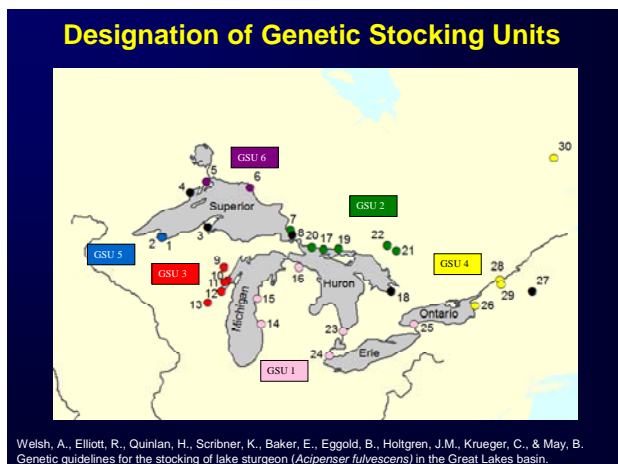 Designation of Genetic Stocking Units
30
GSU 6
5
6
4
GSU 2
Superior
7
8
3
20 17 19
22
21
2 1
GSU 5
9
16
GSU 4
GSU 3
10
11
12
13
Michigan
15
14
Huron
18
28
29
27
26
Ontario
25
23
24
Erie
GSU 1
Welsh, A., Elliott, R., Quinlan, H., Scribner, K., Baker, E., Eggold, B., Holtgren, J.M., Krueger, C., & May, B.
Genetic guidelines for the stocking of lake sturgeon (Acipenser fulvescens) in the Great Lakes basin.